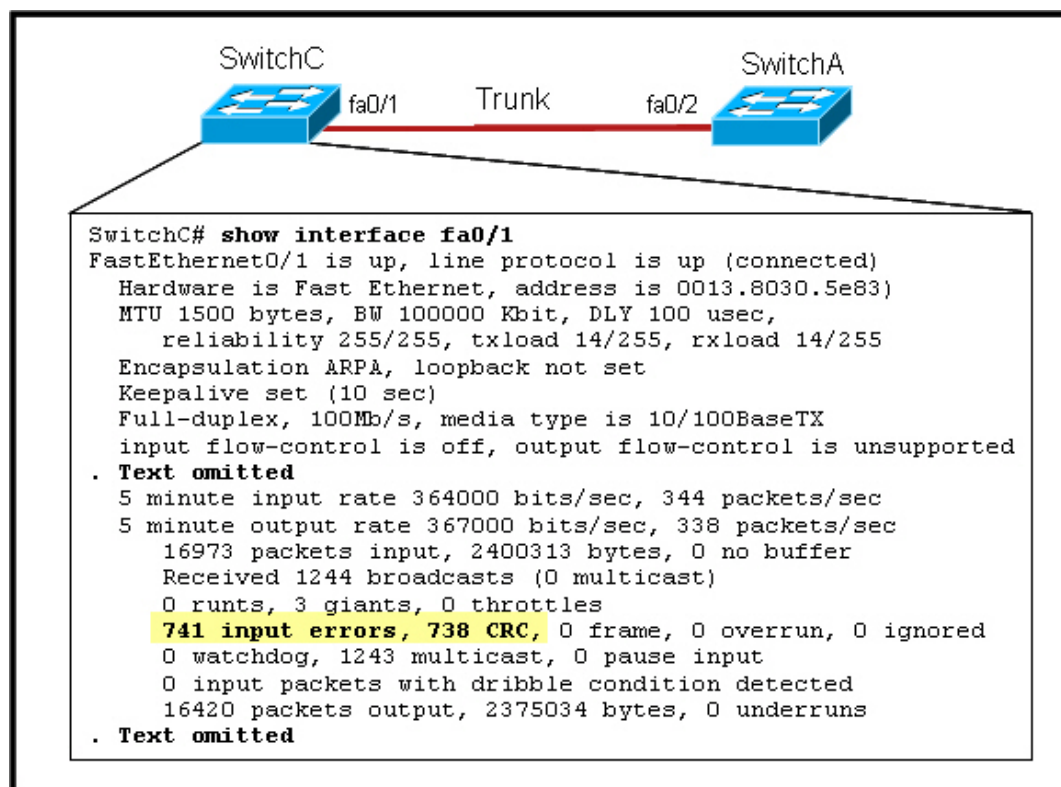 SwitchC
SwitchA
fa0/1 Trunk fa0/2
SwitchC# show interface fa0/1
FastEthernet0/1 is up, line protocol is up (connected)
Hardware is Fast Ethernet, address is 0013.8030.5e83)
MTU 1500 bytes, BW 100000 Kbit, DLY 100 usec,
reliability 255/255, txload 14/255, rxload 14/255
Encapsulation ARPA, loopback not set
Keepalive set (10 sec)
Full-duplex, 100Mb/s, media type is 10/100BaseTX
input flow-control is off, output flow-control is unsupported
. Text omitted
5 minute input rate 364000 bits/sec, 344 packets/sec
5 minute output rate 367000 bits/sec, 338 packets/sec
16973 packets input, 2400313 bytes, 0 no buffer
Received 1244 broadcasts (0 multicast)
0 runts, 3 giants, 0 throttles
741 input errors, 738 CRC, 0 frame, 0 overrun, 0 ignored
0 watchdog, 1243 multicast, 0 pause input
0 input packets with dribble condition detected
16420 packets output, 2375034 bytes, 0 underruns
. Text omitted